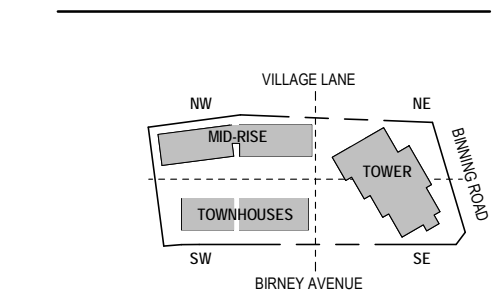 VILLAGE LANE
NW
NE
MID-RISE
BINNING ROAD
TOWER
TOWNHOUSES
SW
SE
BIRNEY AVENUE